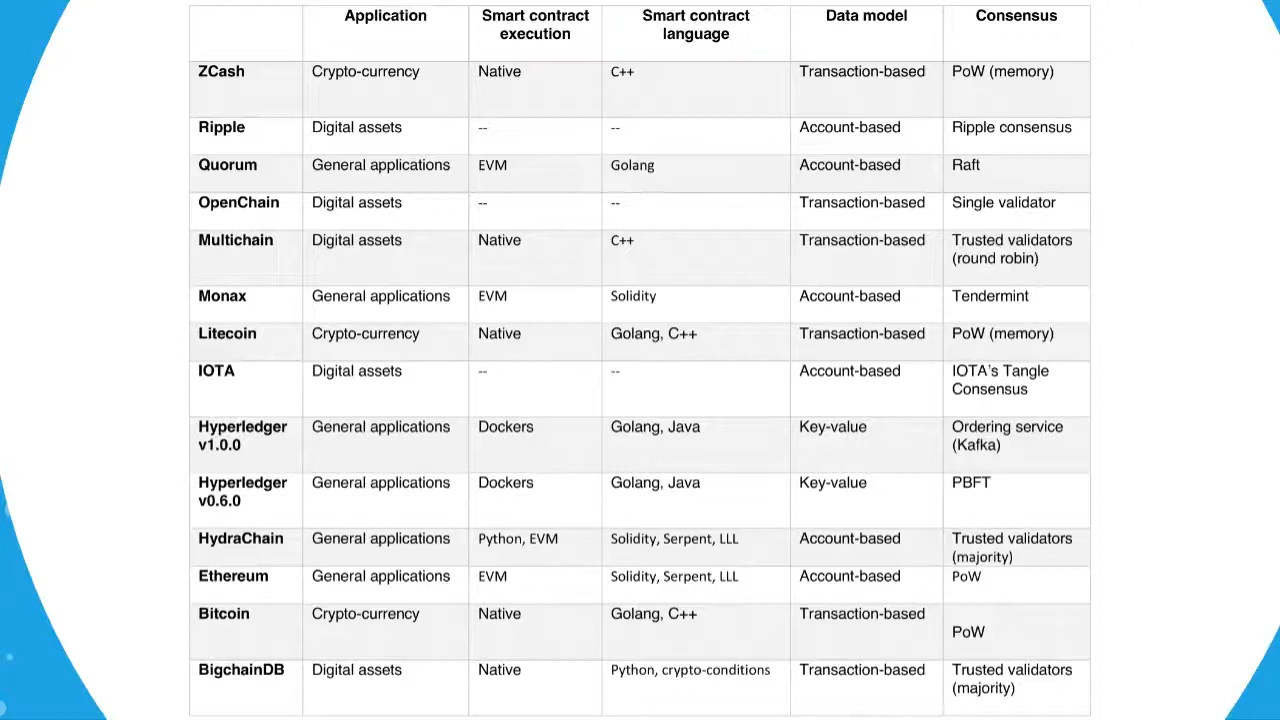 Application Smart contract execution Smart contract language Data model Consensus
ZCash Crypto-currency Native C++ Transaction-based PoW (memory)
Ripple Digital assets -- -- Account-based Ripple consensus
Quorum General applications EVM Golang Account-based Raft
OpenChain Digital assets -- -- Transaction-based Single validator
Multichain Digital assets Native C++ Transaction-based Trusted validators (round robin)
Monax General applications EVM Solidity Account-based Tendermint
Litecoin Crypto-currency Native Golang, C++ Transaction-based PoW (memory)
IOTA Digital assets -- -- Account-based IOTA's Tangle Consensus
Hyperledger v1.0.0 General applications Dockers Golang, Java Key-value Ordering service (Kafka)
Hyperledger v0.6.0 General applications Dockers Golang, Java Key-value PBFT
HydraChain General applications Python, EVM Solidity, Serpent, LLL Account-based Trusted validators (majority)
Ethereum General applications EVM Solidity, Serpent, LLL Account-based PoW
Bitcoin Crypto-currency Native Golang, C++ Transaction-based PoW
BigchainDB Digital assets Native Python, crypto-conditions Transaction-based Trusted validators (majority)